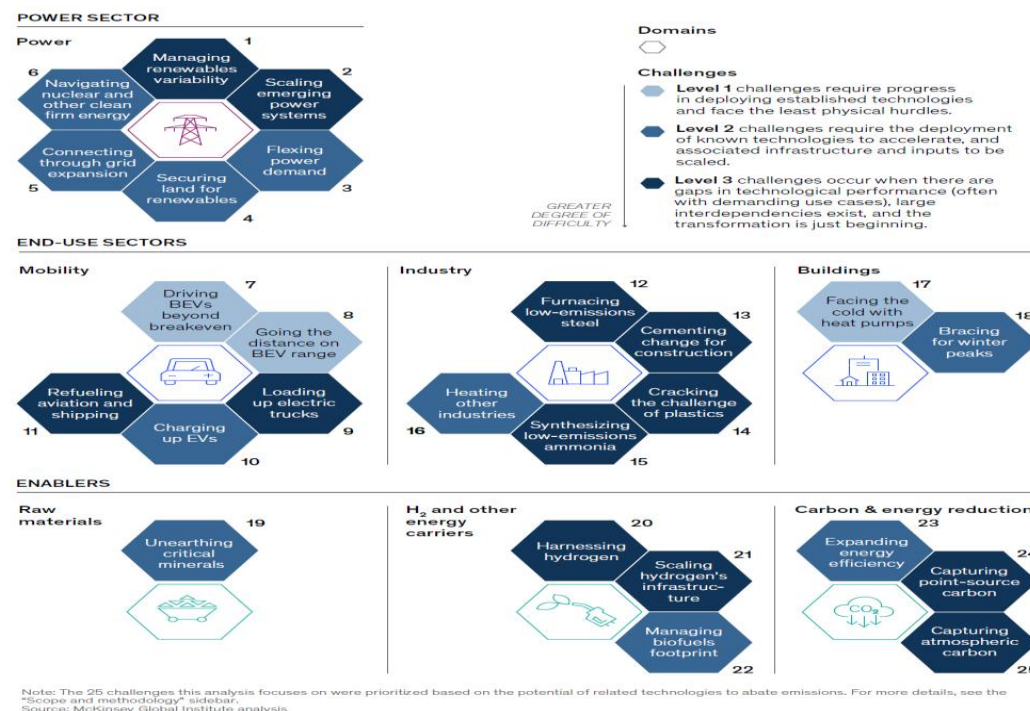 POWER SECTOR
Power
1
Managing
renewables
variability
2
Scaling
emerging
power
systems
Flexing
power
demand
3
Securing
land for
renewables
4
Connecting
through grid
expansion
5
6
Navigating
nuclear and
other clean
firm energy
Domains
Challenges
Level 1 challenges require progress
in deploying established technologies
and face the least physical hurdles.
Level 2 challenges require the deployment
of known technologies to accelerate, and
associated infrastructure and inputs to be
scaled.
Level 3 challenges occur when there are
gaps in technological performance (often
with demanding use cases), large
interdependencies exist, and the
transformation is just beginning.
GREATER
DEGREE OF
DIFFICULTY
END-USE SECTORS
Mobility
7
Driving
BEVs
beyond
breakeven
8
Going the
distance on
BEV range
Loading
up electric
trucks
9
Charging
up EVs
10
Refueling
aviation and
shipping
11
Industry
12
Furnacing
low-emissions
steel
13
Cementing
change for
construction
Cracking
the challenge
of plastics
14
Synthesizing
low-emissions
ammonia
15
Heating
other
industries
16
Buildings
17
Facing the
cold with
heat pumps
18
Bracing
for winter
peaks
ENABLERS
Raw
materials
19
Unearthing
critical
minerals
H₂ and other
energy
carriers
20
Harnessing
hydrogen
21
Scaling
hydrogen's
infrastruc-
ture
Managing
biofuels
footprint
22
Carbon & energy reduction
23
Expanding
energy
efficiency
24
Capturing
point-source
carbon
Capturing
atmospheric
carbon
25
CO₂
Note: The 25 challenges this analysis focuses on were prioritized based on the potential of related technologies to abate emissions. For more details, see the
"Scope and methodology" sidebar.
Source: McKinsey Global Institute analysis